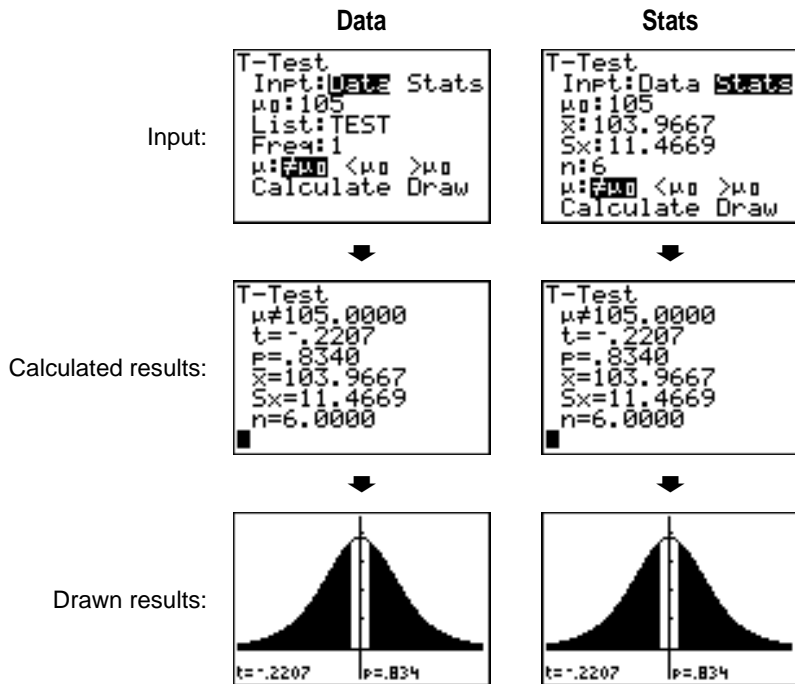 Data Stats
Input:
T-Test
Inpt:Data Stats
μ0:105
List:TEST
Freq:1
μ:≠μ0 <μ0 >μ0
Calculate Draw
T-Test
Inpt:Data Stats
μ0:105
x̄:103.9667
Sx:11.4669
n:6
μ:≠μ0 <μ0 >μ0
Calculate Draw
Calculated results:
T-Test
μ≠105.0000
t=-.2207
p=.8340
x̄=103.9667
Sx=11.4669
n=6.0000
T-Test
μ≠105.0000
t=-.2207
p=.8340
x̄=103.9667
Sx=11.4669
n=6.0000
Drawn results:
t=-.2207 p=.834
t=-.2207 p=.834